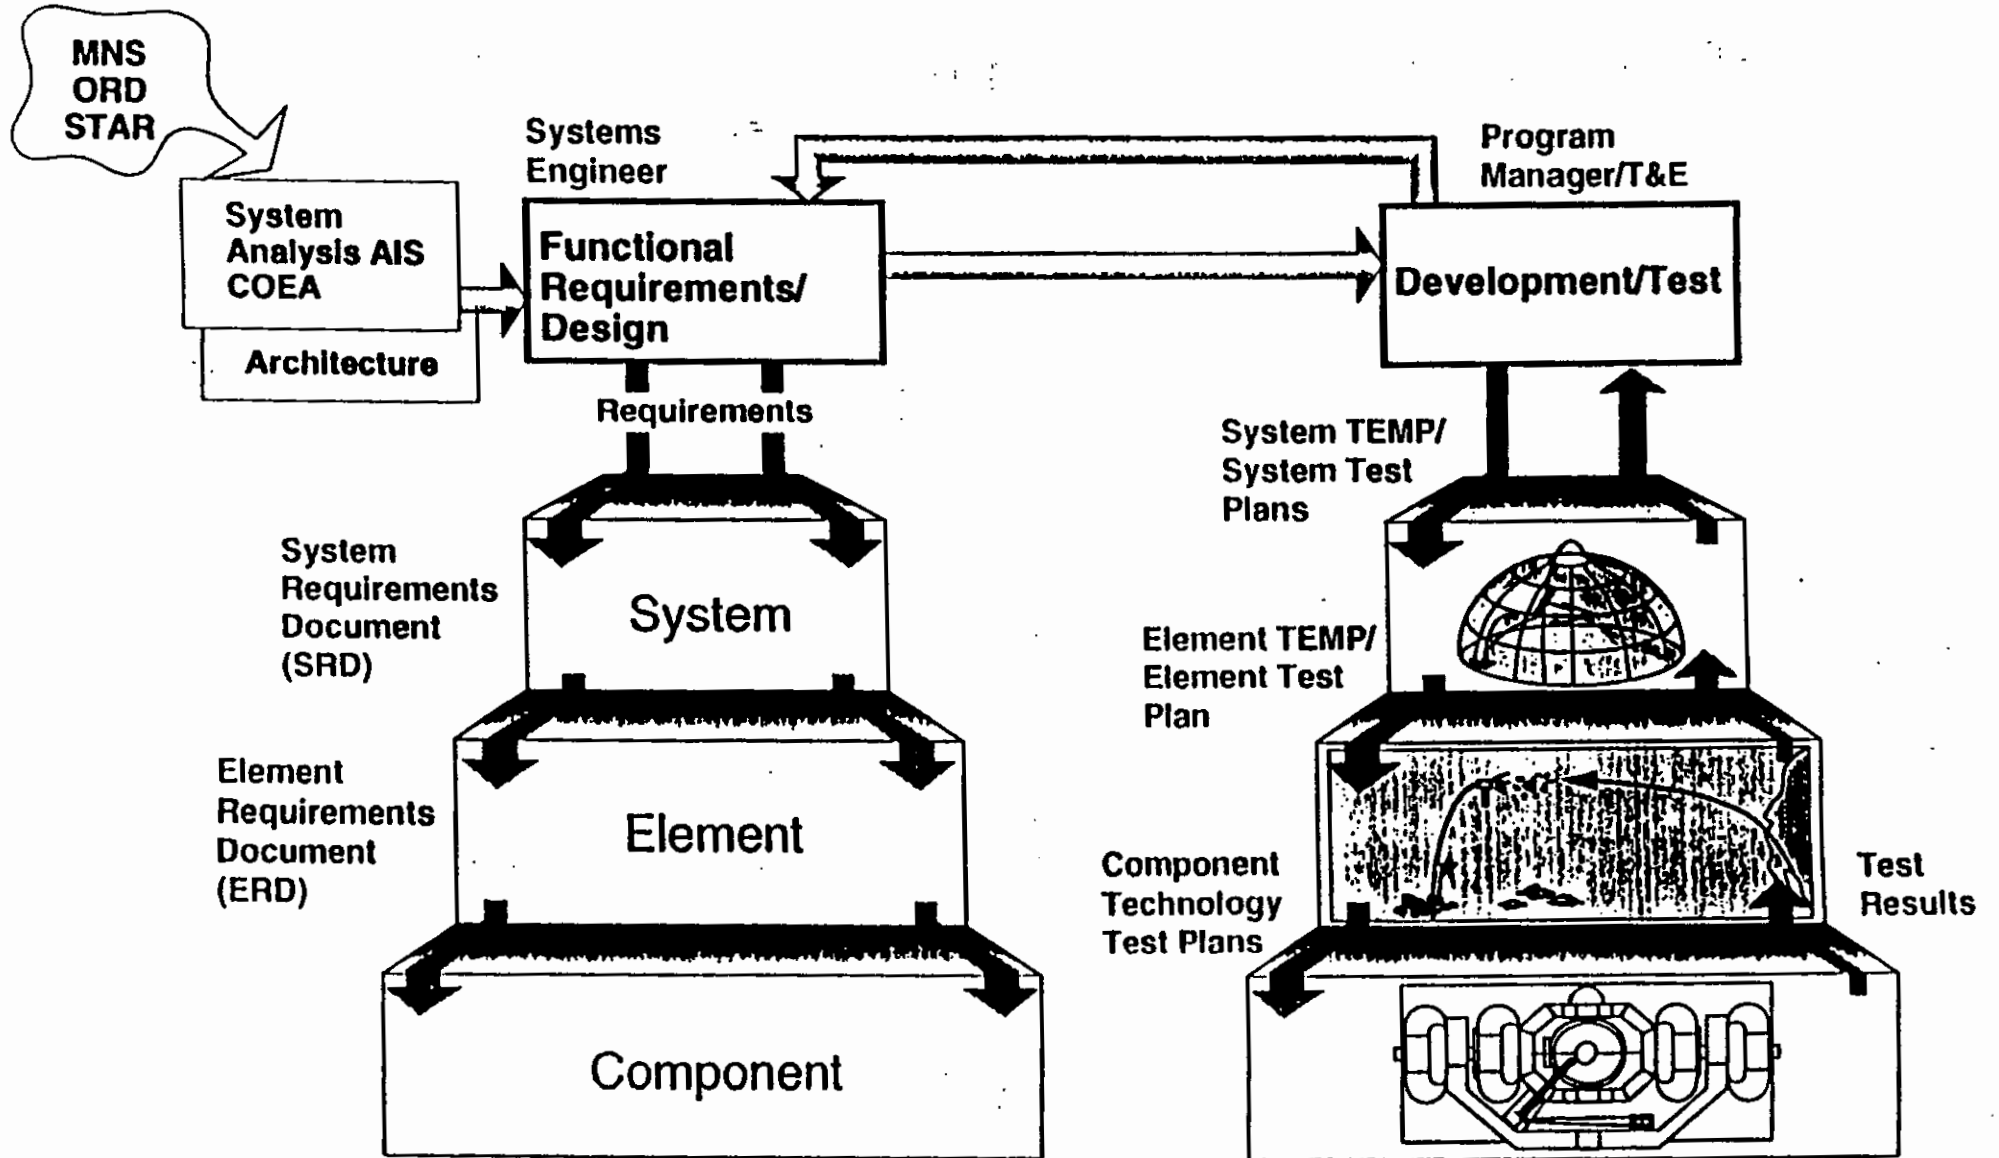 MNS
ORD
STAR
System
Analysis AIS
COEA
Architecture
Systems
Engineer
Functional
Requirements/
Design
Requirements
Program
Manager/T&E
Development/Test
System
Requirements
Document
(SRD)
System
Element
Requirements
Document
(ERD)
Element
Component
System TEMP/
System Test
Plans
Element TEMP/
Element Test
Plan
Component
Technology
Test Plans
Test
Results